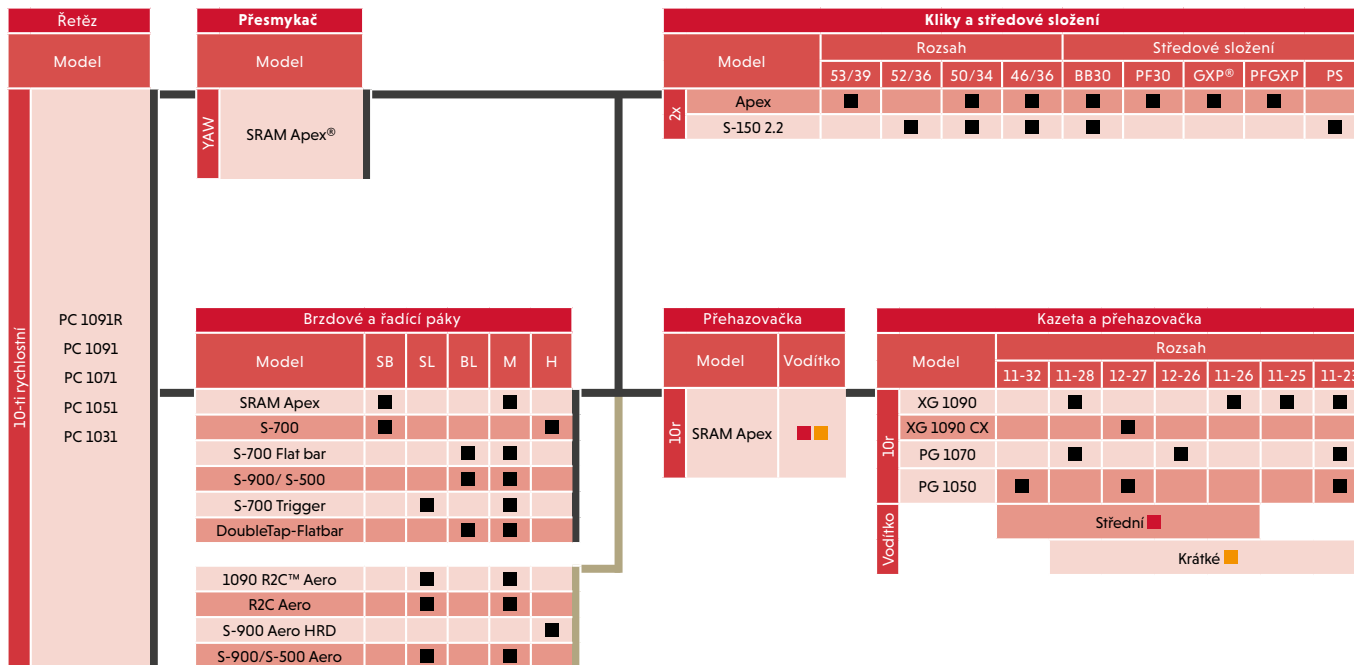 Řetěz
Model
10-ti rychlostní
PC 1091R
PC 1091
PC 1071
PC 1051
PC 1031
Přesmykač
Model
YAW
SRAM Apex®
Kliky a středové složení
Model
Rozsah
Středové složení
53/39 52/36 50/34 46/36 BB30 PF30 GXP® PFGXP PS
2x
Apex
S-150 2.2
Brzdové a řadící páky
Model SB SL BL M H
SRAM Apex
S-700
S-700 Flat bar
S-900/ S-500
S-700 Trigger
DoubleTap-Flatbar
1090 R2C™ Aero
R2C Aero
S-900 Aero HRD
S-900/S-500 Aero
Přehazovačka
Model Vodítko
10r
SRAM Apex
Kazeta a přehazovačka
Model
Rozsah
11-32 11-28 12-27 12-26 11-26 11-25 11-23
10r
XG 1090
XG 1090 CX
PG 1070
PG 1050
Vodítko
Střední
Krátké